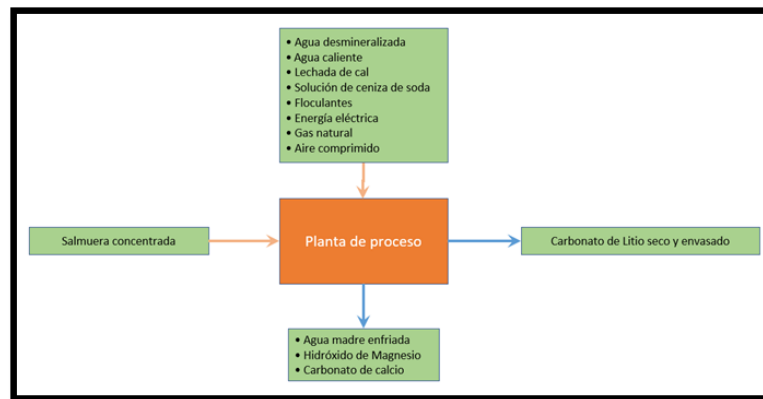 • Agua desmineralizada
• Agua caliente
• Lechada de cal
• Solución de ceniza de soda
• Floculantes
• Energía eléctrica
• Gas natural
• Aire comprimido
Salmuera concentrada
Planta de proceso
Carbonato de Litio seco y envasado
• Agua madre enfriada
• Hidróxido de Magnesio
• Carbonato de calcio